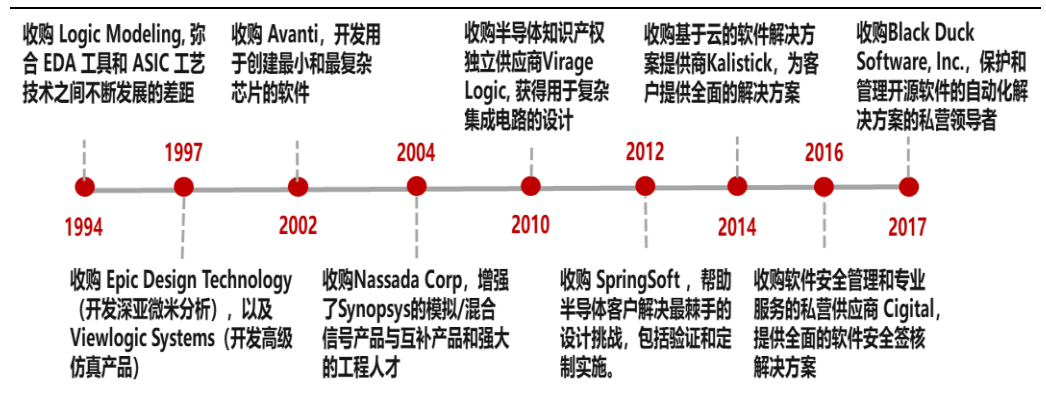 收购 Logic Modeling, 弥
合 EDA 工具和 ASIC 工艺
技术之间不断发展的差距
收购 Avanti，开发用
于创建最小和最复杂
芯片的软件
收购半导体知识产权
独立供应商Virage
Logic, 获得用于复杂
集成电路的设计
收购基于云的软件解决方
案提供商Kalistick，为客
户提供全面的解决方案
收购Black Duck
Software, Inc.，保护和
管理开源软件的自动化解
决方案的私营领导者
1997
2004
2012
2016
1994
2002
2010
2014
2017
收购 Epic Design Technology
（开发深亚微米分析），以及
Viewlogic Systems（开发高级
仿真产品）
收购Nassada Corp，增强
了Synopsys的模拟/混合
信号产品与互补产品和强大
的工程人才
收购 SpringSoft ，帮助
半导体客户解决最棘手的
设计挑战，包括验证和定
制实施。
收购软件安全管理和专业
服务的私营供应商 Cigital，
提供全面的软件安全签核
解决方案